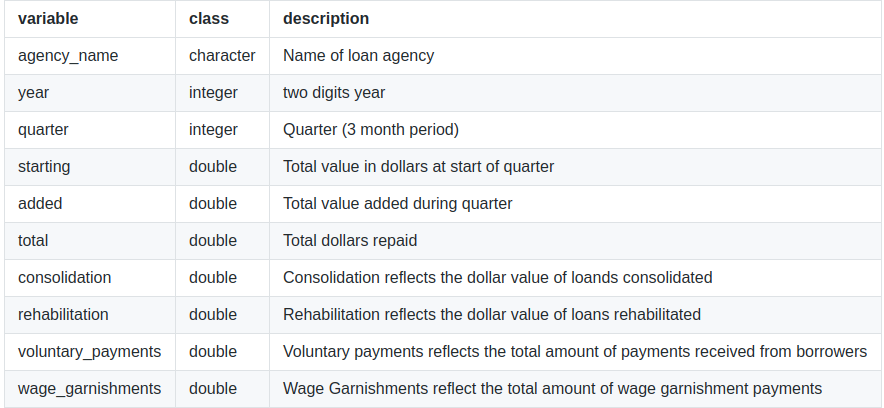 variable class description
agency_name character Name of loan agency
year integer two digits year
quarter integer Quarter (3 month period)
starting double Total value in dollars at start of quarter
added double Total value added during quarter
total double Total dollars repaid
consolidation double Consolidation reflects the dollar value of loands consolidated
rehabilitation double Rehabilitation reflects the dollar value of loans rehabilitated
voluntary_payments double Voluntary payments reflects the total amount of payments received from borrowers
wage_garnishments double Wage Garnishments reflect the total amount of wage garnishment payments